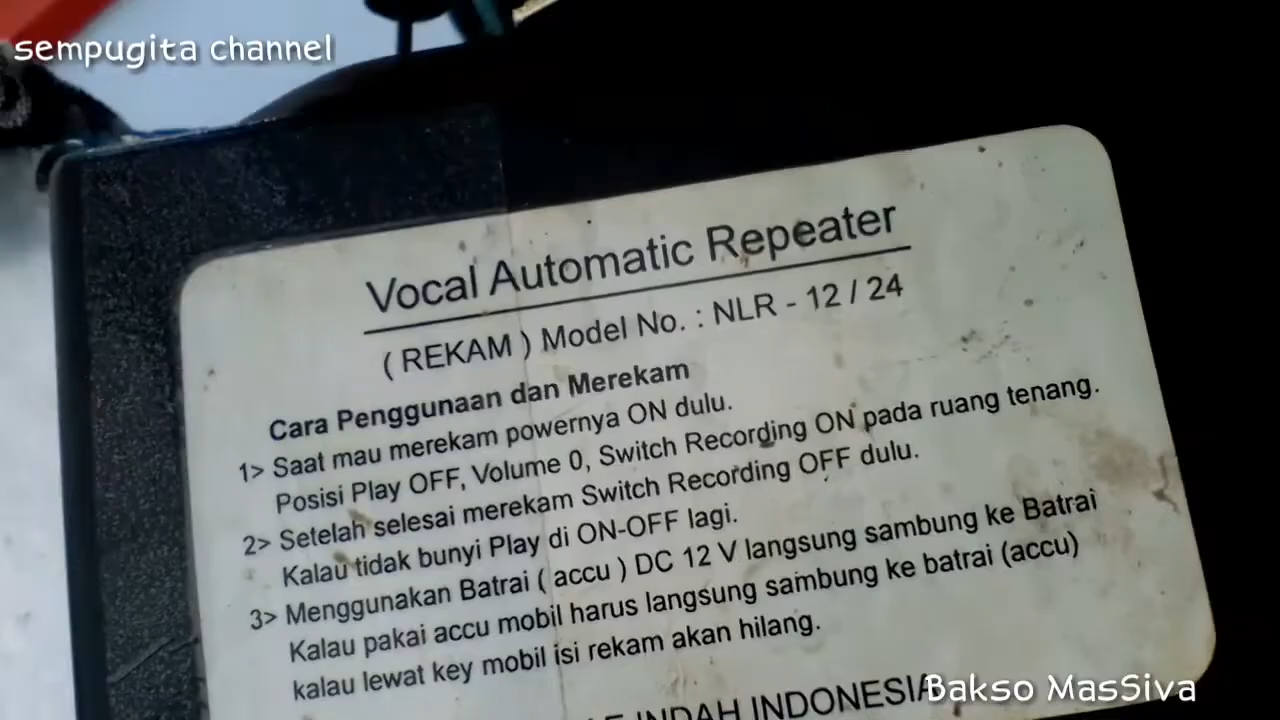 sempugita channel
Vocal Automatic Repeater
( REKAM ) Model No. : NLR - 12 / 24
Cara Penggunaan dan Merekam
1> Saat mau merekam powernya ON dulu.
Posisi Play OFF, Volume 0, Switch Recording ON pada ruang tenang.
2> Setelah selesai merekam Switch Recording OFF dulu.
Kalau tidak bunyi Play di ON-OFF lagi.
3> Menggunakan Batrai ( accu ) DC 12 V langsung sambung ke Batrai
Kalau pakai accu mobil harus langsung sambung ke batrai (accu)
kalau lewat key mobil isi rekam akan hilang.
INDAH INDONESIA
Bakso MasSiva